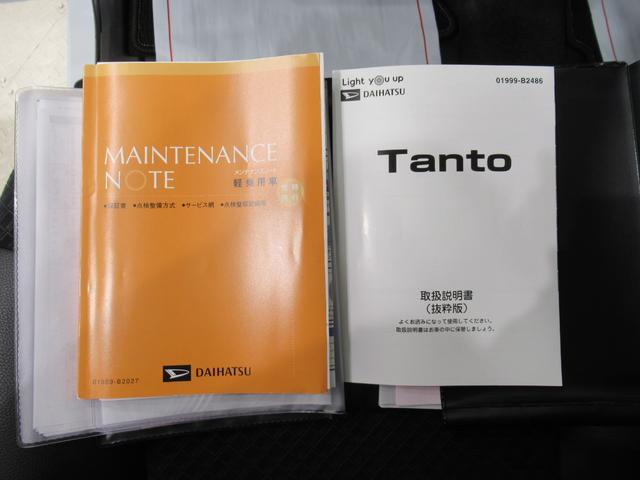 MAINTENANCE
NOTE
メンテナンスノート
軽乗用車
●保証書 ●点検整備方式 ●サービス網 ●点検整備記録簿
DAIHATSU
01999-B2027
Light you up
DAIHATSU
01999-B2486
Tanto
取扱説明書
(抜粋版)
よくお読みになって使用してください。
取扱説明書はお車の中に保管しましょう。